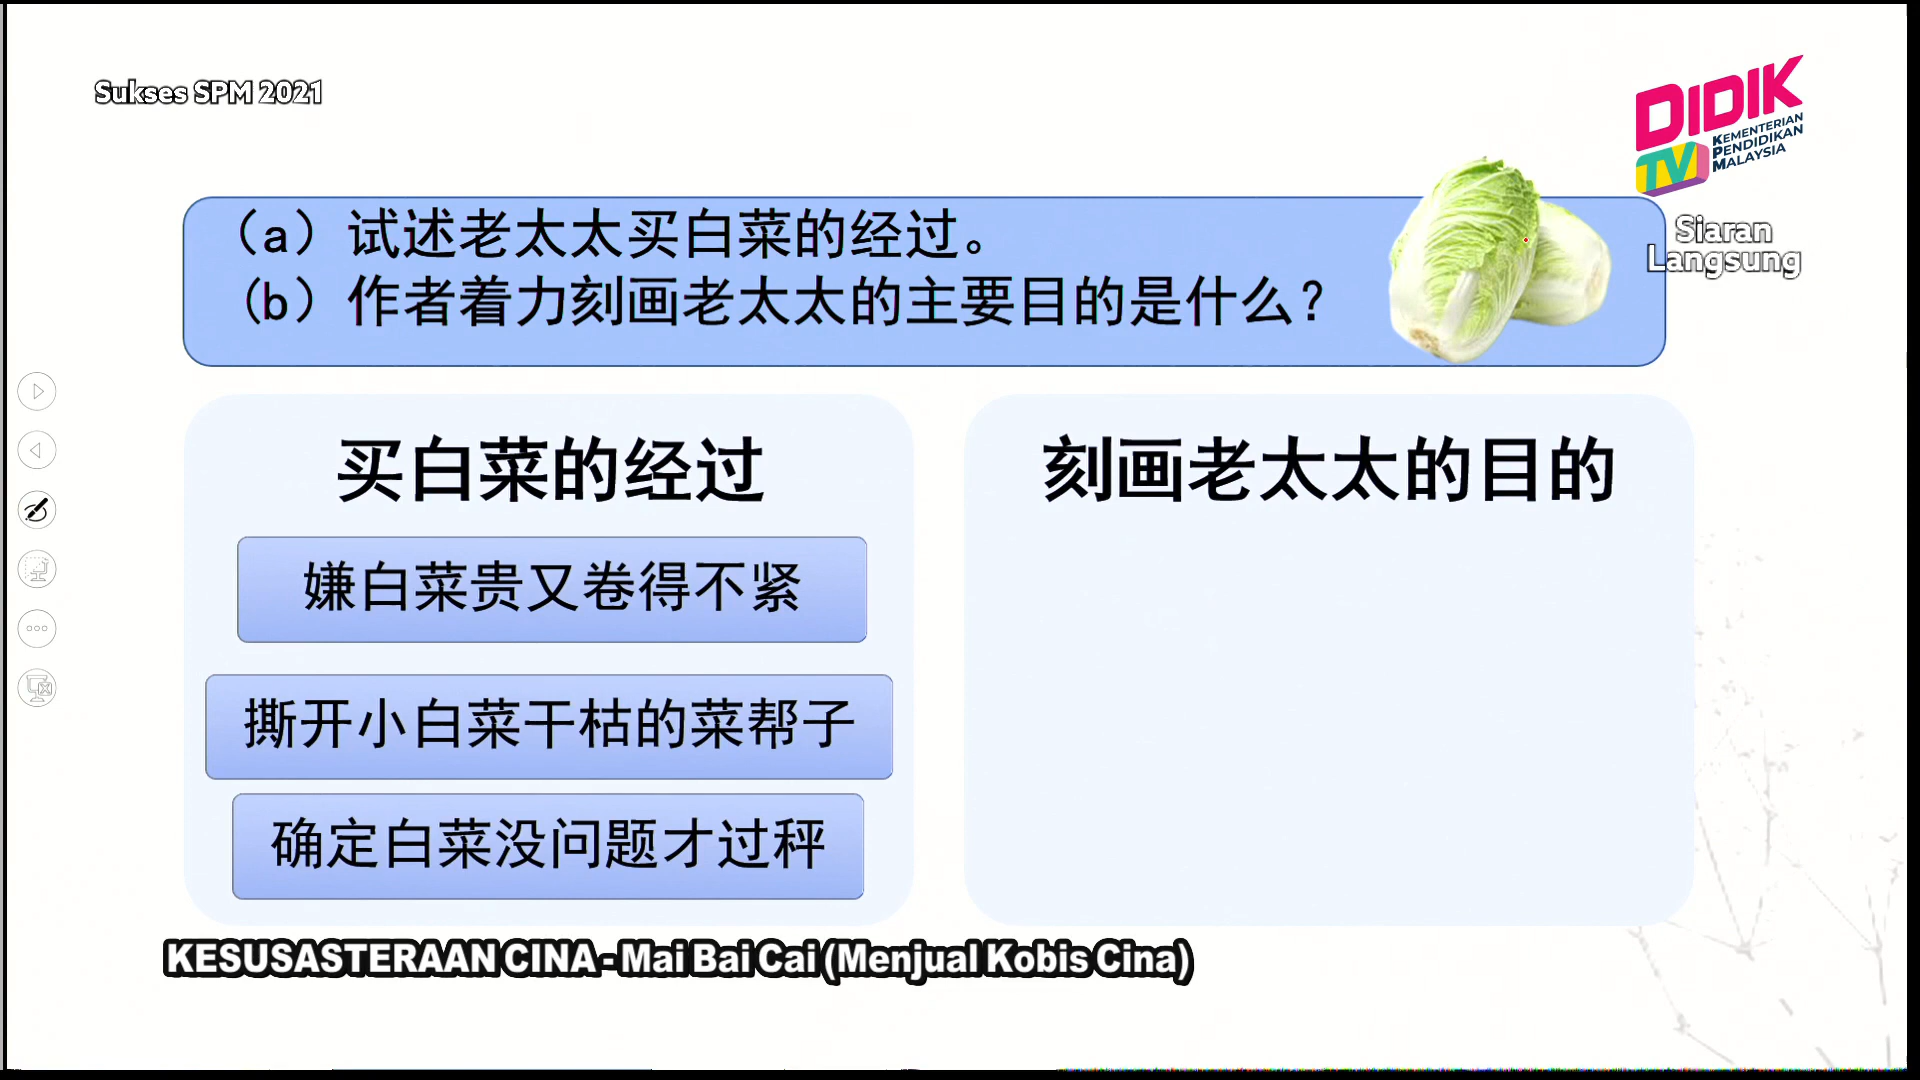 Sukses SPM 2021
DIDIK
TV
KEMENTERIAN
PENDIDIKAN
MALAYSIA
Siaran
Langsung
（a）试述老太太买白菜的经过。
（b）作者着力刻画老太太的主要目的是什么？
买白菜的经过
嫌白菜贵又卷得不紧
撕开小白菜干枯的菜帮子
确定白菜没问题才过秤
刻画老太太的目的
KESUSASTERAAN CINA - Mai Bai Cai (Menjual Kobis Cina)